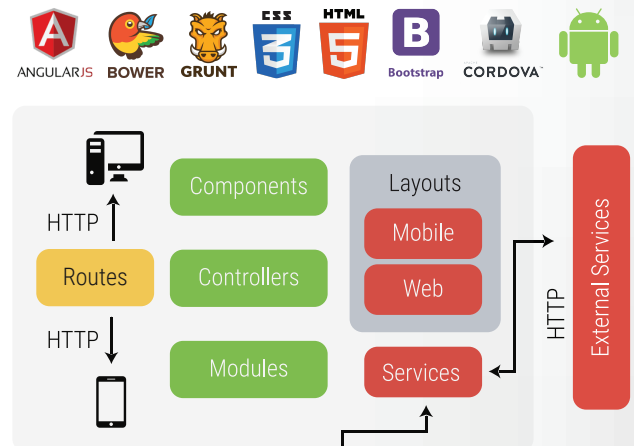 CSS HTML
3 5 B
ANGULARJS BOWER GRUNT Bootstrap CORDOVA
Components
Layouts
HTTP
Mobile
Routes
Controllers
Web
HTTP
Modules
Services
HTTP
External Services